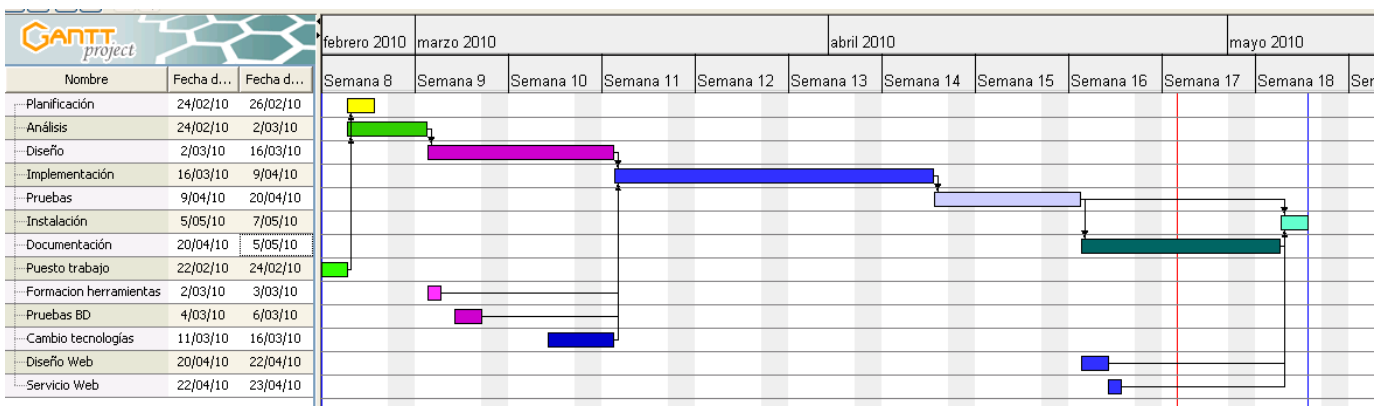 GANTT
project
febrero 2010 marzo 2010 abril 2010 mayo 2010
Nombre Fecha d... Fecha d... Semana 8 Semana 9 Semana 10 Semana 11 Semana 12 Semana 13 Semana 14 Semana 15 Semana 16 Semana 17 Semana 18 Ser
Planificación 24/02/10 26/02/10
Análisis 24/02/10 2/03/10
Diseño 2/03/10 16/03/10
Implementación 16/03/10 9/04/10
Pruebas 9/04/10 20/04/10
Instalación 5/05/10 7/05/10
Documentación 20/04/10 5/05/10
Puesto trabajo 22/02/10 24/02/10
Formacion herramientas 2/03/10 3/03/10
Pruebas BD 4/03/10 6/03/10
Cambio tecnologías 11/03/10 16/03/10
Diseño Web 20/04/10 22/04/10
Servicio Web 22/04/10 23/04/10